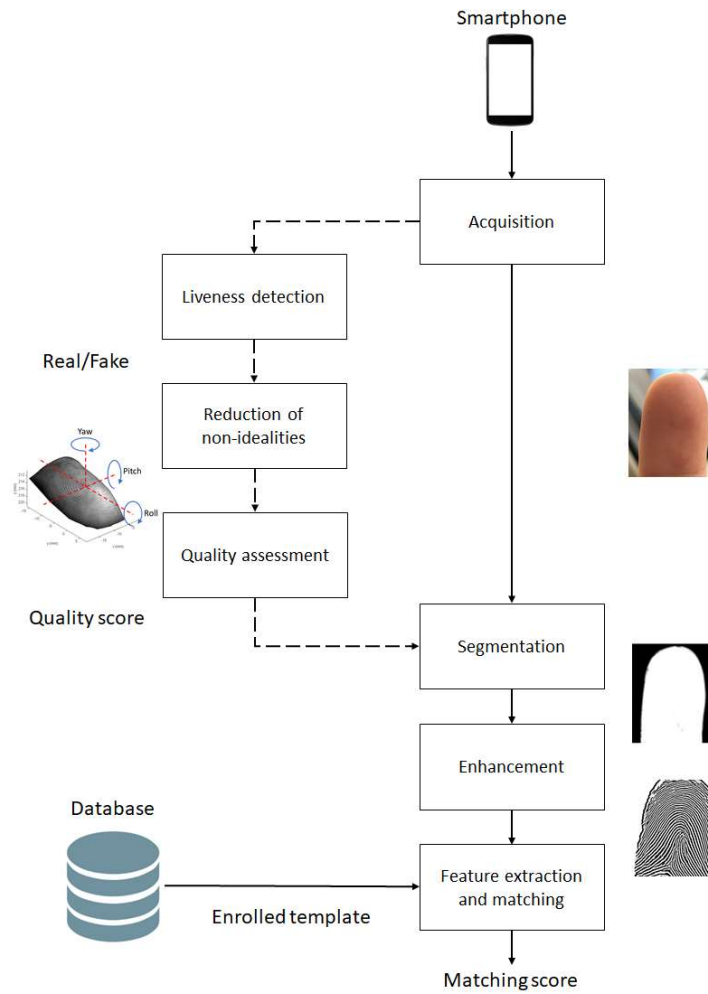 Smartphone
Acquisition
Liveness detection
Real/Fake
Reduction of
non-idealities
Yaw
Pitch
Roll
Quality assessment
Quality score
Segmentation
Enhancement
Database
Feature extraction
and matching
Enrolled template
Matching score